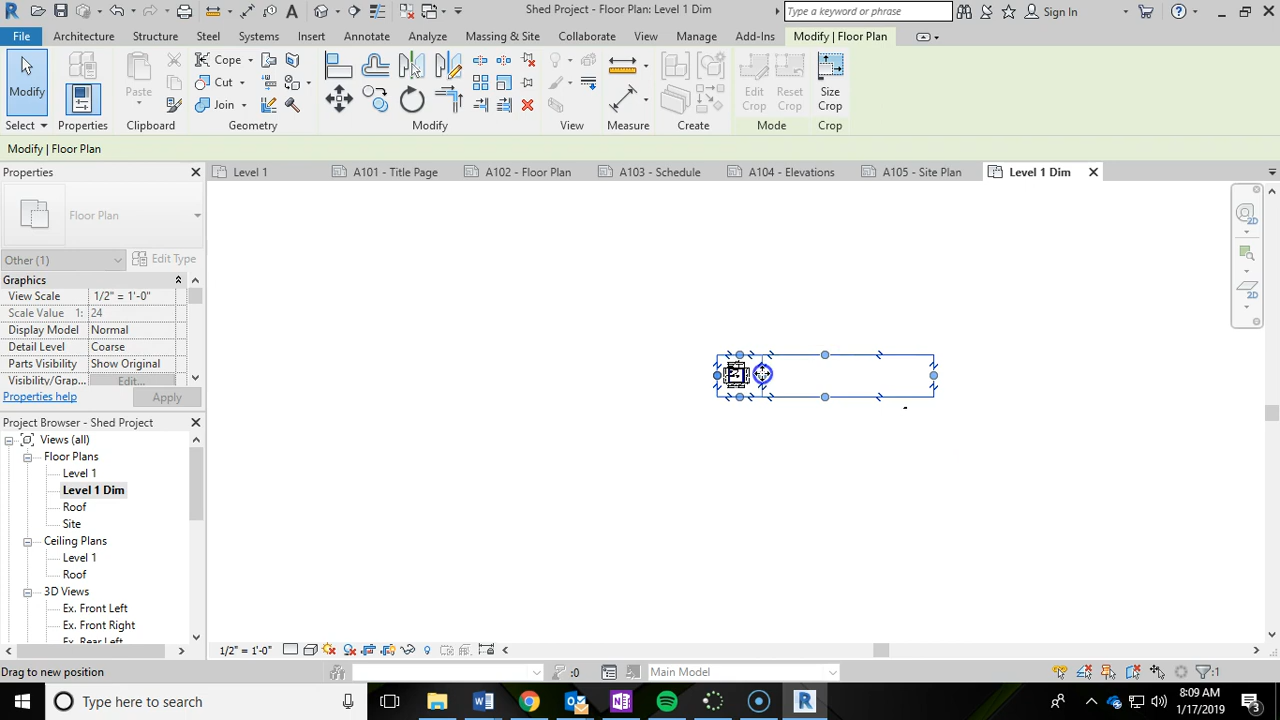 Shed Project - Floor Plan: Level 1 Dim
Type a keyword or phrase
Sign In
File
Architecture
Structure
Steel
Systems
Insert
Annotate
Analyze
Massing & Site
Collaborate
View
Manage
Add-Ins
Modify | Floor Plan
Modify
Select
Properties
Paste
Clipboard
Cope
Cut
Join
Geometry
Modify
View
Measure
Create
Edit
Crop
Reset
Crop
Mode
Size
Crop
Crop
Modify | Floor Plan
Properties
Level 1
A101 - Title Page
A102 - Floor Plan
A103 - Schedule
A104 - Elevations
A105 - Site Plan
Level 1 Dim
Floor Plan
Other (1)
Edit Type
Graphics
View Scale 1/2" = 1'-0"
Scale Value 1: 24
Display Model Normal
Detail Level Coarse
Parts Visibility Show Original
Visibility/Grap... Edit...
Properties help
Apply
Project Browser - Shed Project
Views (all)
Floor Plans
Level 1
Level 1 Dim
Roof
Site
Ceiling Plans
Level 1
Roof
3D Views
Ex. Front Left
Ex. Front Right
Ex. Rear Left
2D
2D
1/2" = 1'-0"
Drag to new position
:0
Main Model
:1
Type here to search
8:09 AM
1/17/2019
3